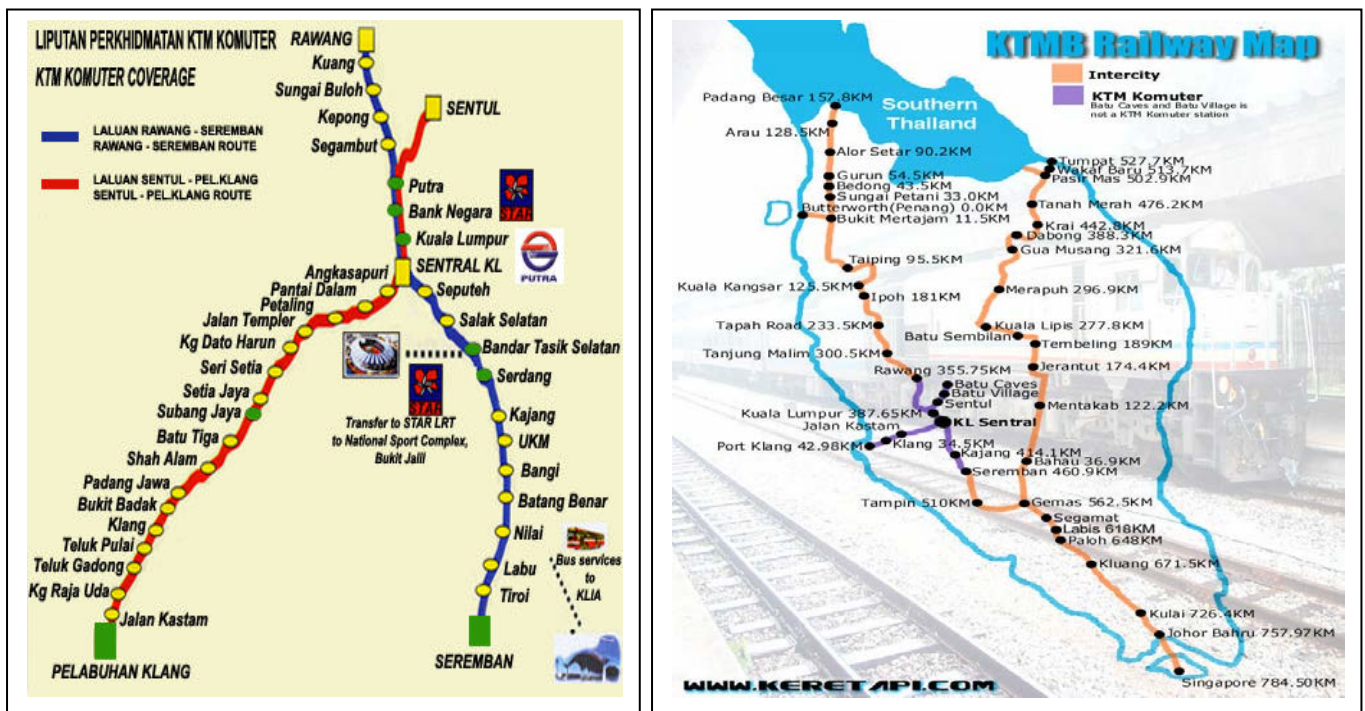 LIPUTAN PERKHIDMATAN KTM KOMUTER
KTM KOMUTER COVERAGE
LALUAN RAWANG - SEREMBAN
RAWANG - SEREMBAN ROUTE
LALUAN SENTUL - PEL.KLANG
SENTUL - PEL.KLANG ROUTE
RAWANG
Kuang
Sungai Buloh
Kepong
Segambut
SENTUL
Putra
Bank Negara
STAR
Kuala Lumpur
PUTRA
SENTRAL KL
Angkasapuri
Pantai Dalam
Petaling
Jalan Templer
Kg Dato Harun
Seri Setia
Setia Jaya
Subang Jaya
Batu Tiga
Shah Alam
Padang Jawa
Bukit Badak
Klang
Teluk Pulai
Teluk Gadong
Kg Raja Uda
Jalan Kastam
PELABUHAN KLANG
Seputeh
Salak Selatan
Bandar Tasik Selatan
Serdang
STAR
Transfer to STAR LRT
to National Sport Complex,
Bukit Jalil
Kajang
UKM
Bangi
Batang Benar
Nilai
Labu
Tiroi
SEREMBAN
Bus services
to
KLIA
KTMB Railway Map
Intercity
KTM Komuter
Batu Caves and Batu Village is
not a KTM Komuter station
Southern
Thailand
Padang Besar 157.8KM
Arau 128.5KM
Alor Setar 90.2KM
Gurun 54.5KM
Bedong 43.5KM
Sungai Petani 33.0KM
Butterworth(Penang) 0.0KM
Bukit Mertajam 11.5KM
Taiping 95.5KM
Kuala Kangsar 125.5KM
Ipoh 181KM
Tapah Road 233.5KM
Tanjung Malim 300.5KM
Rawang 355.75KM
Batu Caves
Batu Village
Sentul
Kuala Lumpur 387.65KM
KL Sentral
Jalan Kastam
Klang 34.5KM
Port Klang 42.98KM
Kajang 414.1KM
Seremban 460.9KM
Tampin 510KM
Tumpat 527.7KM
Wakaf Baru 513.7KM
Pasir Mas 502.9KM
Tanah Merah 476.2KM
Krai 442.8KM
Dabong 388.3KM
Gua Musang 321.6KM
Merapuh 296.9KM
Kuala Lipis 277.8KM
Batu Sembilan
Tembeling 189KM
Jerantut 174.4KM
Mentakab 122.2KM
Bahau 36.9KM
Gemas 562.5KM
Segamat
Labis 618KM
Paloh 648KM
Kluang 671.5KM
Kulai 726.4KM
Johor Bahru 757.97KM
Singapore 784.50KM
WWW.KERETAPI.COM